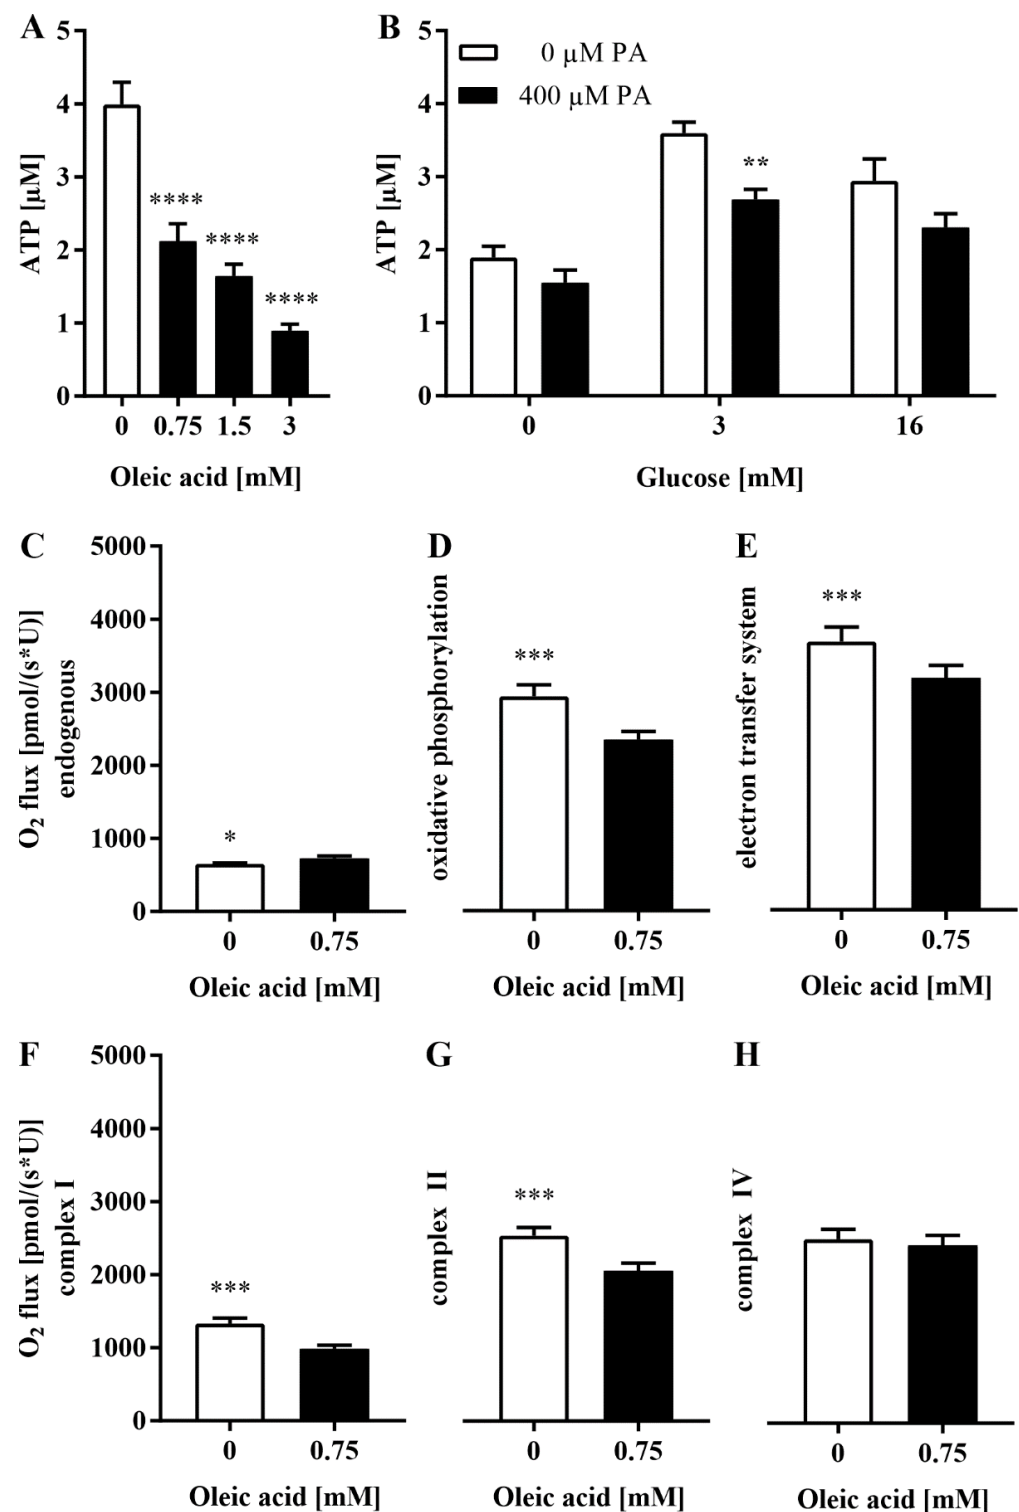 A
5
4
3
2
1
0
ATP [µM]
****
****
****
0 0.75 1.5 3
Oleic acid [mM]
B
5
4
3
2
1
0
ATP [µM]
0 µM PA
400 µM PA
**
0 3 16
Glucose [mM]
C
5000
4000
3000
2000
1000
0
O2 flux [pmol/(s*U)]
endogenous
*
0 0.75
Oleic acid [mM]
D
oxidative phosphorylation
***
0 0.75
Oleic acid [mM]
E
electron transfer system
***
0 0.75
Oleic acid [mM]
F
5000
4000
3000
2000
1000
0
O2 flux [pmol/(s*U)]
complex I
***
0 0.75
Oleic acid [mM]
G
complex II
***
0 0.75
Oleic acid [mM]
H
complex IV
0 0.75
Oleic acid [mM]